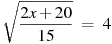 √((2x + 20)/15) = 4